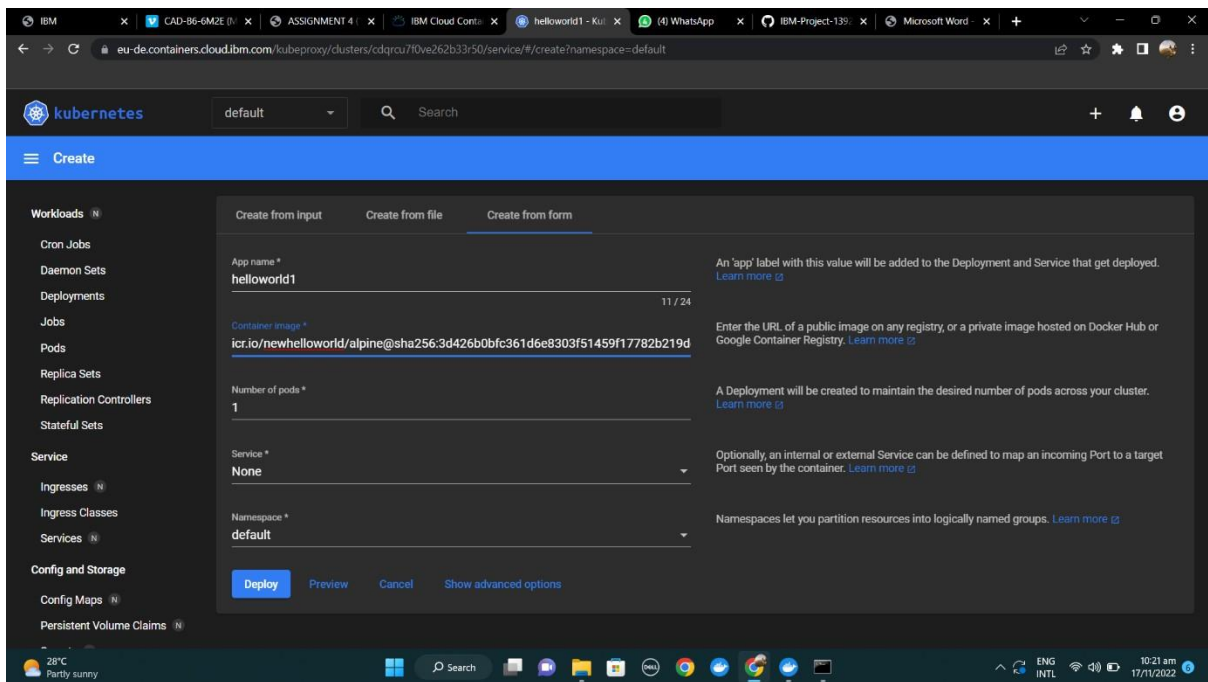 IBM
CAD-B6-6M2E (M
ASSIGNMENT 4 (
IBM Cloud Conta
helloworld1 - Kub
(4) WhatsApp
IBM-Project-139
Microsoft Word -
eu-de.containers.cloud.ibm.com/kubeproxy/clusters/cdqrcu7f0ve262b33r50/service/#/create?namespace=default
kubernetes
default
Search
Create
Workloads N
Cron Jobs
Daemon Sets
Deployments
Jobs
Pods
Replica Sets
Replication Controllers
Stateful Sets
Service
Ingresses N
Ingress Classes
Services N
Config and Storage
Config Maps N
Persistent Volume Claims N
Create from input
Create from file
Create from form
App name *
helloworld1
11 / 24
An 'app' label with this value will be added to the Deployment and Service that get deployed.
Learn more
Container image *
icr.io/newhelloworld/alpine@sha256:3d426b0bfc361d6e8303f51459f17782b219d
Enter the URL of a public image on any registry, or a private image hosted on Docker Hub or
Google Container Registry. Learn more
Number of pods *
1
A Deployment will be created to maintain the desired number of pods across your cluster.
Learn more
Service *
None
Optionally, an internal or external Service can be defined to map an incoming Port to a target
Port seen by the container. Learn more
Namespace *
default
Namespaces let you partition resources into logically named groups. Learn more
Deploy
Preview
Cancel
Show advanced options
28°C
Partly sunny
Search
DELL
ENG
INTL
10:21 am
17/11/2022
6